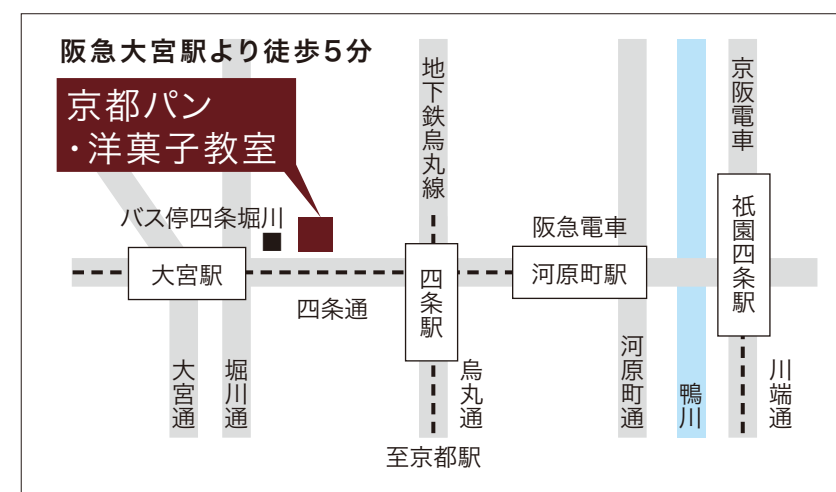 阪急大宮駅より徒歩5分
京都パン
・洋菓子教室
地下鉄烏丸線
京阪電車
バス停四条堀川
阪急電車
大宮駅
四条駅
河原町駅
祇園四条駅
四条通
大宮通
堀川通
烏丸通
河原町通
鴨川
川端通
至京都駅